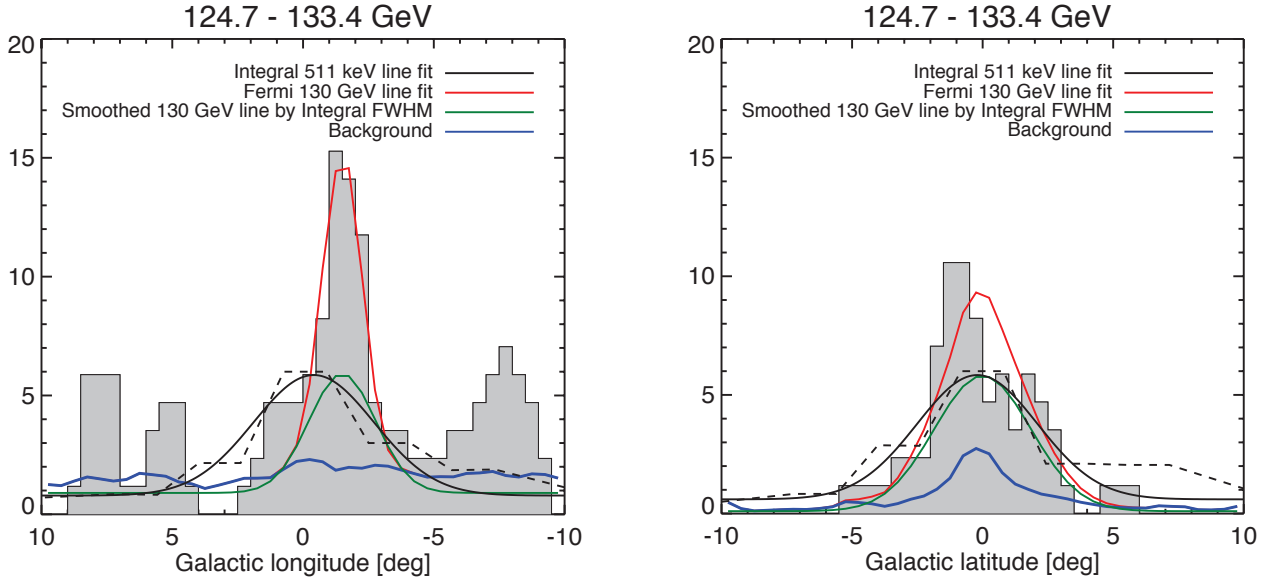 124.7 - 133.4 GeV
20
15
10
5
0
Integral 511 keV line fit
Fermi 130 GeV line fit
Smoothed 130 GeV line by Integral FWHM
Background
10 5 0 -5 -10
Galactic longitude [deg]
124.7 - 133.4 GeV
20
15
10
5
0
Integral 511 keV line fit
Fermi 130 GeV line fit
Smoothed 130 GeV line by Integral FWHM
Background
-10 -5 0 5 10
Galactic latitude [deg]